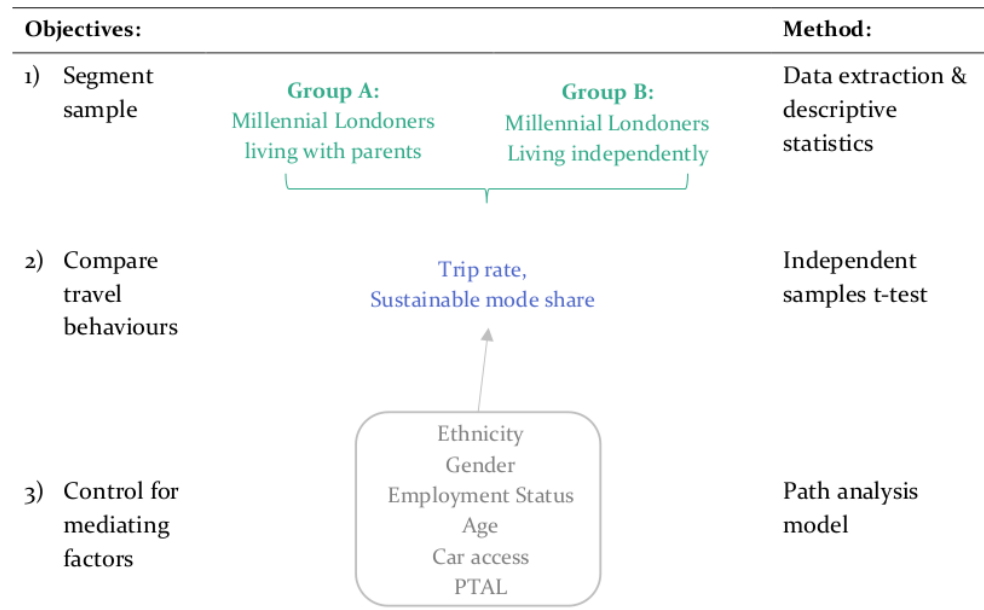 Objectives:
Method:
1) Segment
sample
Group A:
Millennial Londoners
living with parents
Group B:
Millennial Londoners
Living independently
Data extraction &
descriptive
statistics
2) Compare
travel
behaviours
Trip rate,
Sustainable mode share
Independent
samples t-test
3) Control for
mediating
factors
Ethnicity
Gender
Employment Status
Age
Car access
PTAL
Path analysis
model